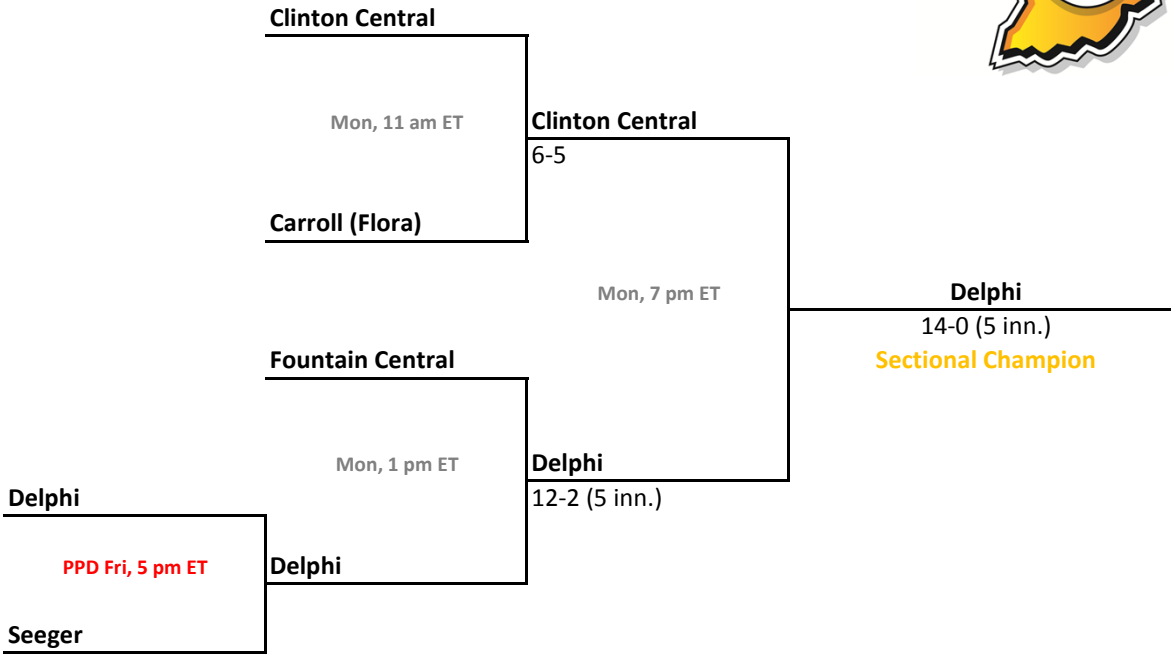 Clinton Central
Mon, 11 am ET
Clinton Central
6-5
Carroll (Flora)
Mon, 7 pm ET
Delphi
14-0 (5 inn.)
Sectional Champion
Fountain Central
Mon, 1 pm ET
Delphi
12-2 (5 inn.)
Delphi
PPD Fri, 5 pm ET
Delphi
Seeger